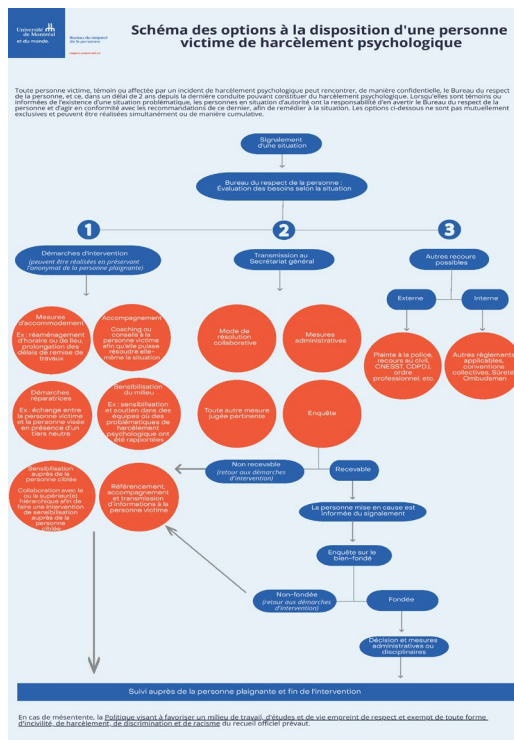 Université
de Montréal
et du monde.
Bureau du respect
de la personne
Schéma des options à la disposition d'une personne
victime de harcèlement psychologique
Toute personne victime, témoin ou affectée par un incident de harcèlement psychologique peut rencontrer, de manière confidentielle, le Bureau du respect
de la personne, et ce, dans un délai de 2 ans depuis la dernière conduite pouvant constituer du harcèlement psychologique. Lorsqu'elles sont témoins ou
informées de l'existence d'une situation problématique, les personnes en situation d'autorité ont la responsabilité d'en avertir le Bureau du respect de la
personne et d'agir en conformité avec les recommandations de ce dernier, afin de remédier à la situation. Les options ci-dessous ne sont pas mutuellement
exclusives et peuvent être réalisées simultanément ou de manière cumulative.
Signalement
d'une situation
Bureau du respect de la personne :
Évaluation des besoins selon la situation
1
2
3
Démarches d'intervention
(peuvent être réalisées en préservant
l'anonymat de la personne plaignante)
Transmission au
Secrétariat général
Autres recours
possibles
Externe
Interne
Mesures
d'accommodement
Ex : réaménagement
d'horaire ou de lieu,
prolongation des
délais de remise de
travaux
Accompagnement
Coaching ou
conseils à la
personne victime
afin qu'elle puisse
résoudre elle-
même la situation
Mode de
résolution
collaborative
Mesures
administratives
Plainte à la police,
recours au civil,
CNESST, CDPDJ,
ordre
professionnel, etc.
Autres règlements
applicables,
conventions
collectives, Sûreté,
Ombudsman
Démarches
réparatrices
Ex : échange entre
la personne victime
et la personne visée
en présence d'un
tiers neutre
Sensibilisation
du milieu
Ex : sensibilisation
et soutien dans des
équipes où des
problématiques de
harcèlement
psychologique ont
été rapportées
Toute autre mesure
jugée pertinente
Enquête
Sensibilisation
auprès de la
personne ciblée
Collaboration avec le
ou la supérieur(e)
hiérarchique afin de
faire une intervention
de sensibilisation
auprès de la
personne
ciblée
Référencement,
accompagnement
et transmission
d'informations à la
personne victime
Non recevable
(retour aux démarches
d'intervention)
Recevable
La personne mise en cause est
informée du signalement
Enquête sur le
bien-fondé
Non-fondée
(retour aux démarches
d'intervention)
Fondée
Décision et mesures
administratives ou
disciplinaires
Suivi auprès de la personne plaignante et fin de l'intervention
En cas de mésentente, la Politique visant à favoriser un milieu de travail, d'études et de vie empreint de respect et exempt de toute forme
d'incivilité, de harcèlement, de discrimination et de racisme du recueil officiel prévaut.